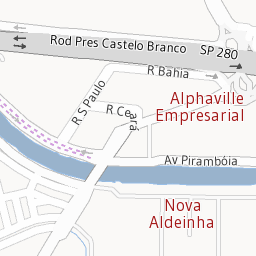 Rod Pres Castelo Branco
SP 280
R Bahia
R S Paulo
R Ceará
Alphaville
Empresarial
Av Pirambóia
Nova
Aldeinha